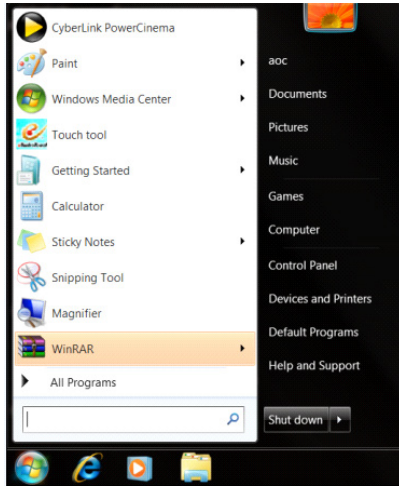 CyberLink PowerCinema
Paint
Windows Media Center
Touch tool
Getting Started
Calculator
Sticky Notes
Snipping Tool
Magnifier
WinRAR
All Programs
aoc
Documents
Pictures
Music
Games
Computer
Control Panel
Devices and Printers
Default Programs
Help and Support
Shut down